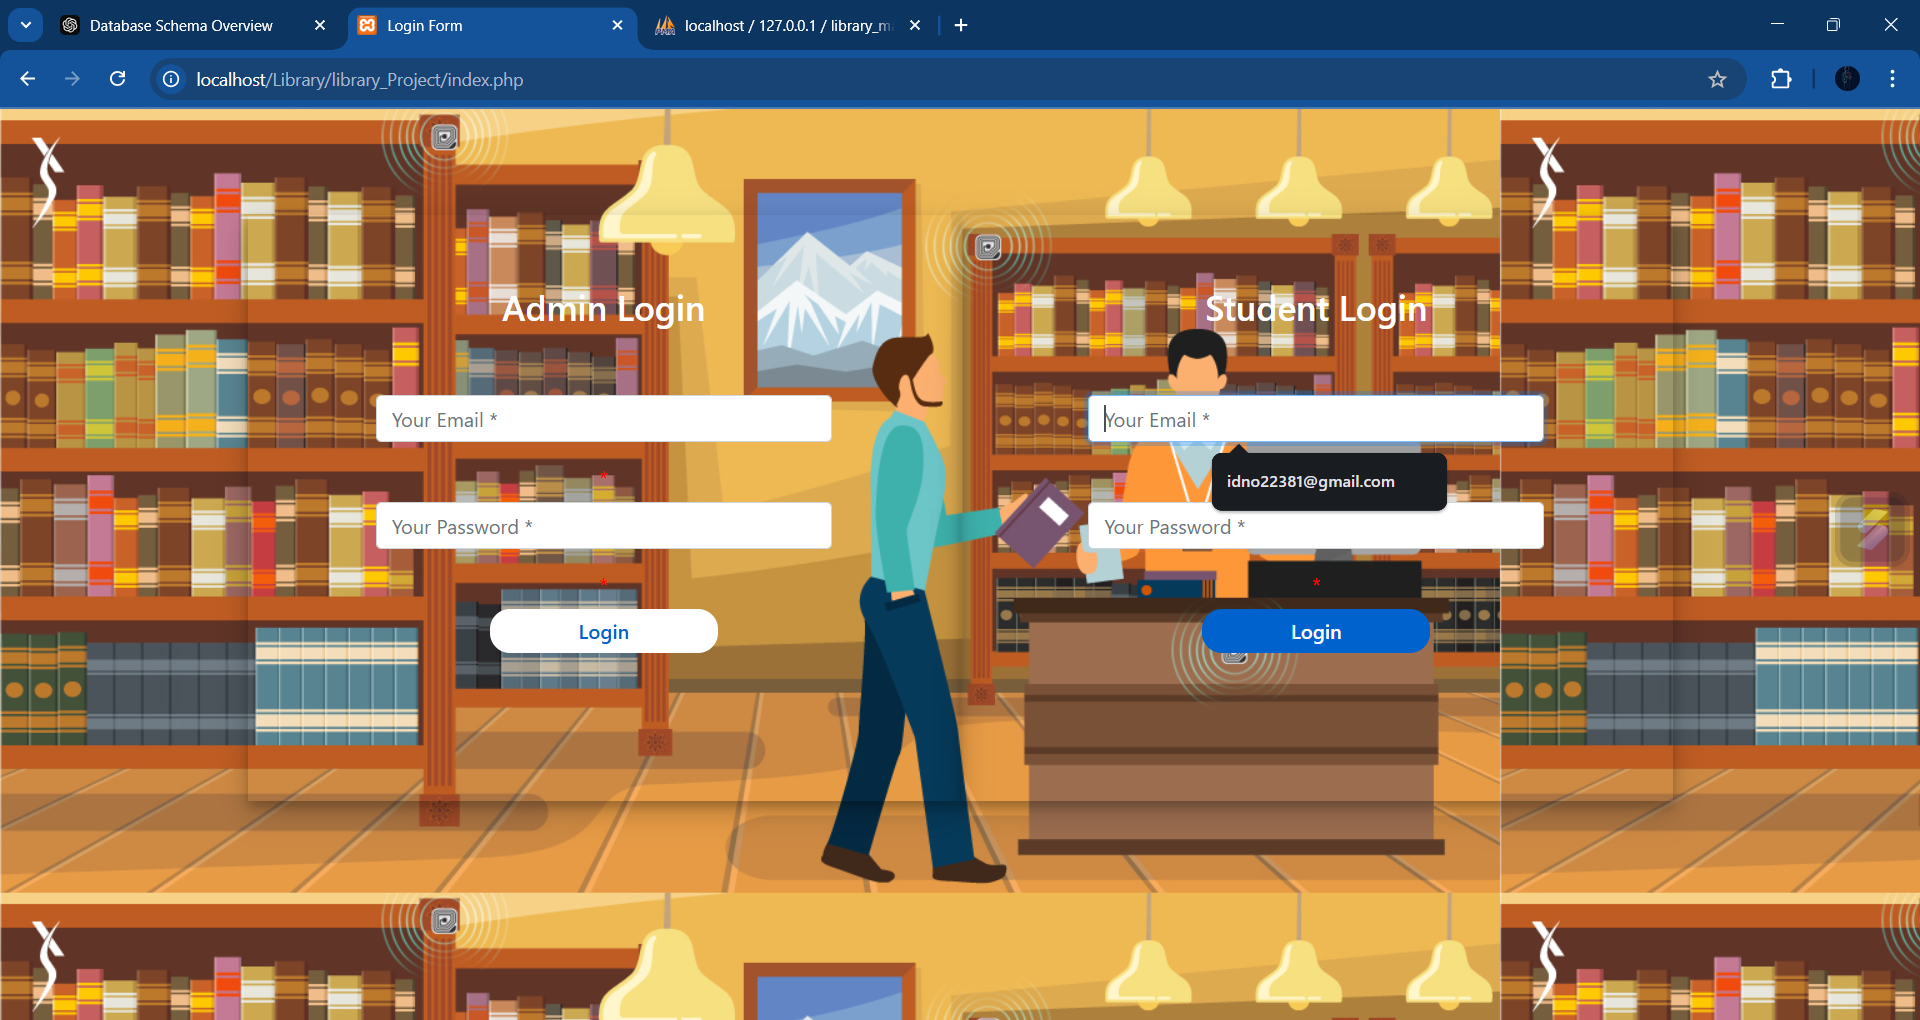 Database Schema Overview
Login Form
localhost / 127.0.0.1 / library_m
localhost/Library/library_Project/index.php
Admin Login
Student Login
Your Email *
Your Email *
*
idno22381@gmail.com
Your Password *
Your Password *
*
*
Login
Login